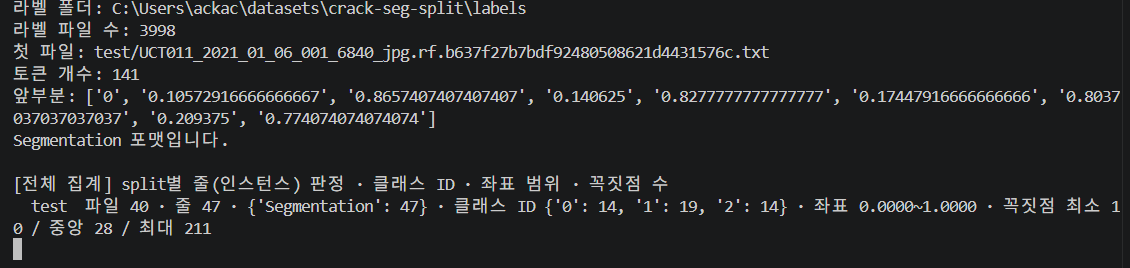 라벨 폴더: C:\Users\ackac\datasets\crack-seg-split\labels
라벨 파일 수: 3998
첫 파일: test/UCT011_2021_01_06_001_6840_jpg.rf.b637f27b7bdf92480508621d4431576c.txt
토큰 개수: 141
앞부분: ['0', '0.10572916666666667', '0.8657407407407407', '0.140625', '0.8277777777777777', '0.17447916666666666', '0.8037
037037037037', '0.209375', '0.774074074074074']
Segmentation 포맷입니다.
[전체 집계] split별 줄(인스턴스) 판정 · 클래스 ID · 좌표 범위 · 꼭짓점 수
test 파일 40 · 줄 47 · {'Segmentation': 47} · 클래스 ID {'0': 14, '1': 19, '2': 14} · 좌표 0.0000~1.0000 · 꼭짓점 최소 1
0 / 중앙 28 / 최대 211